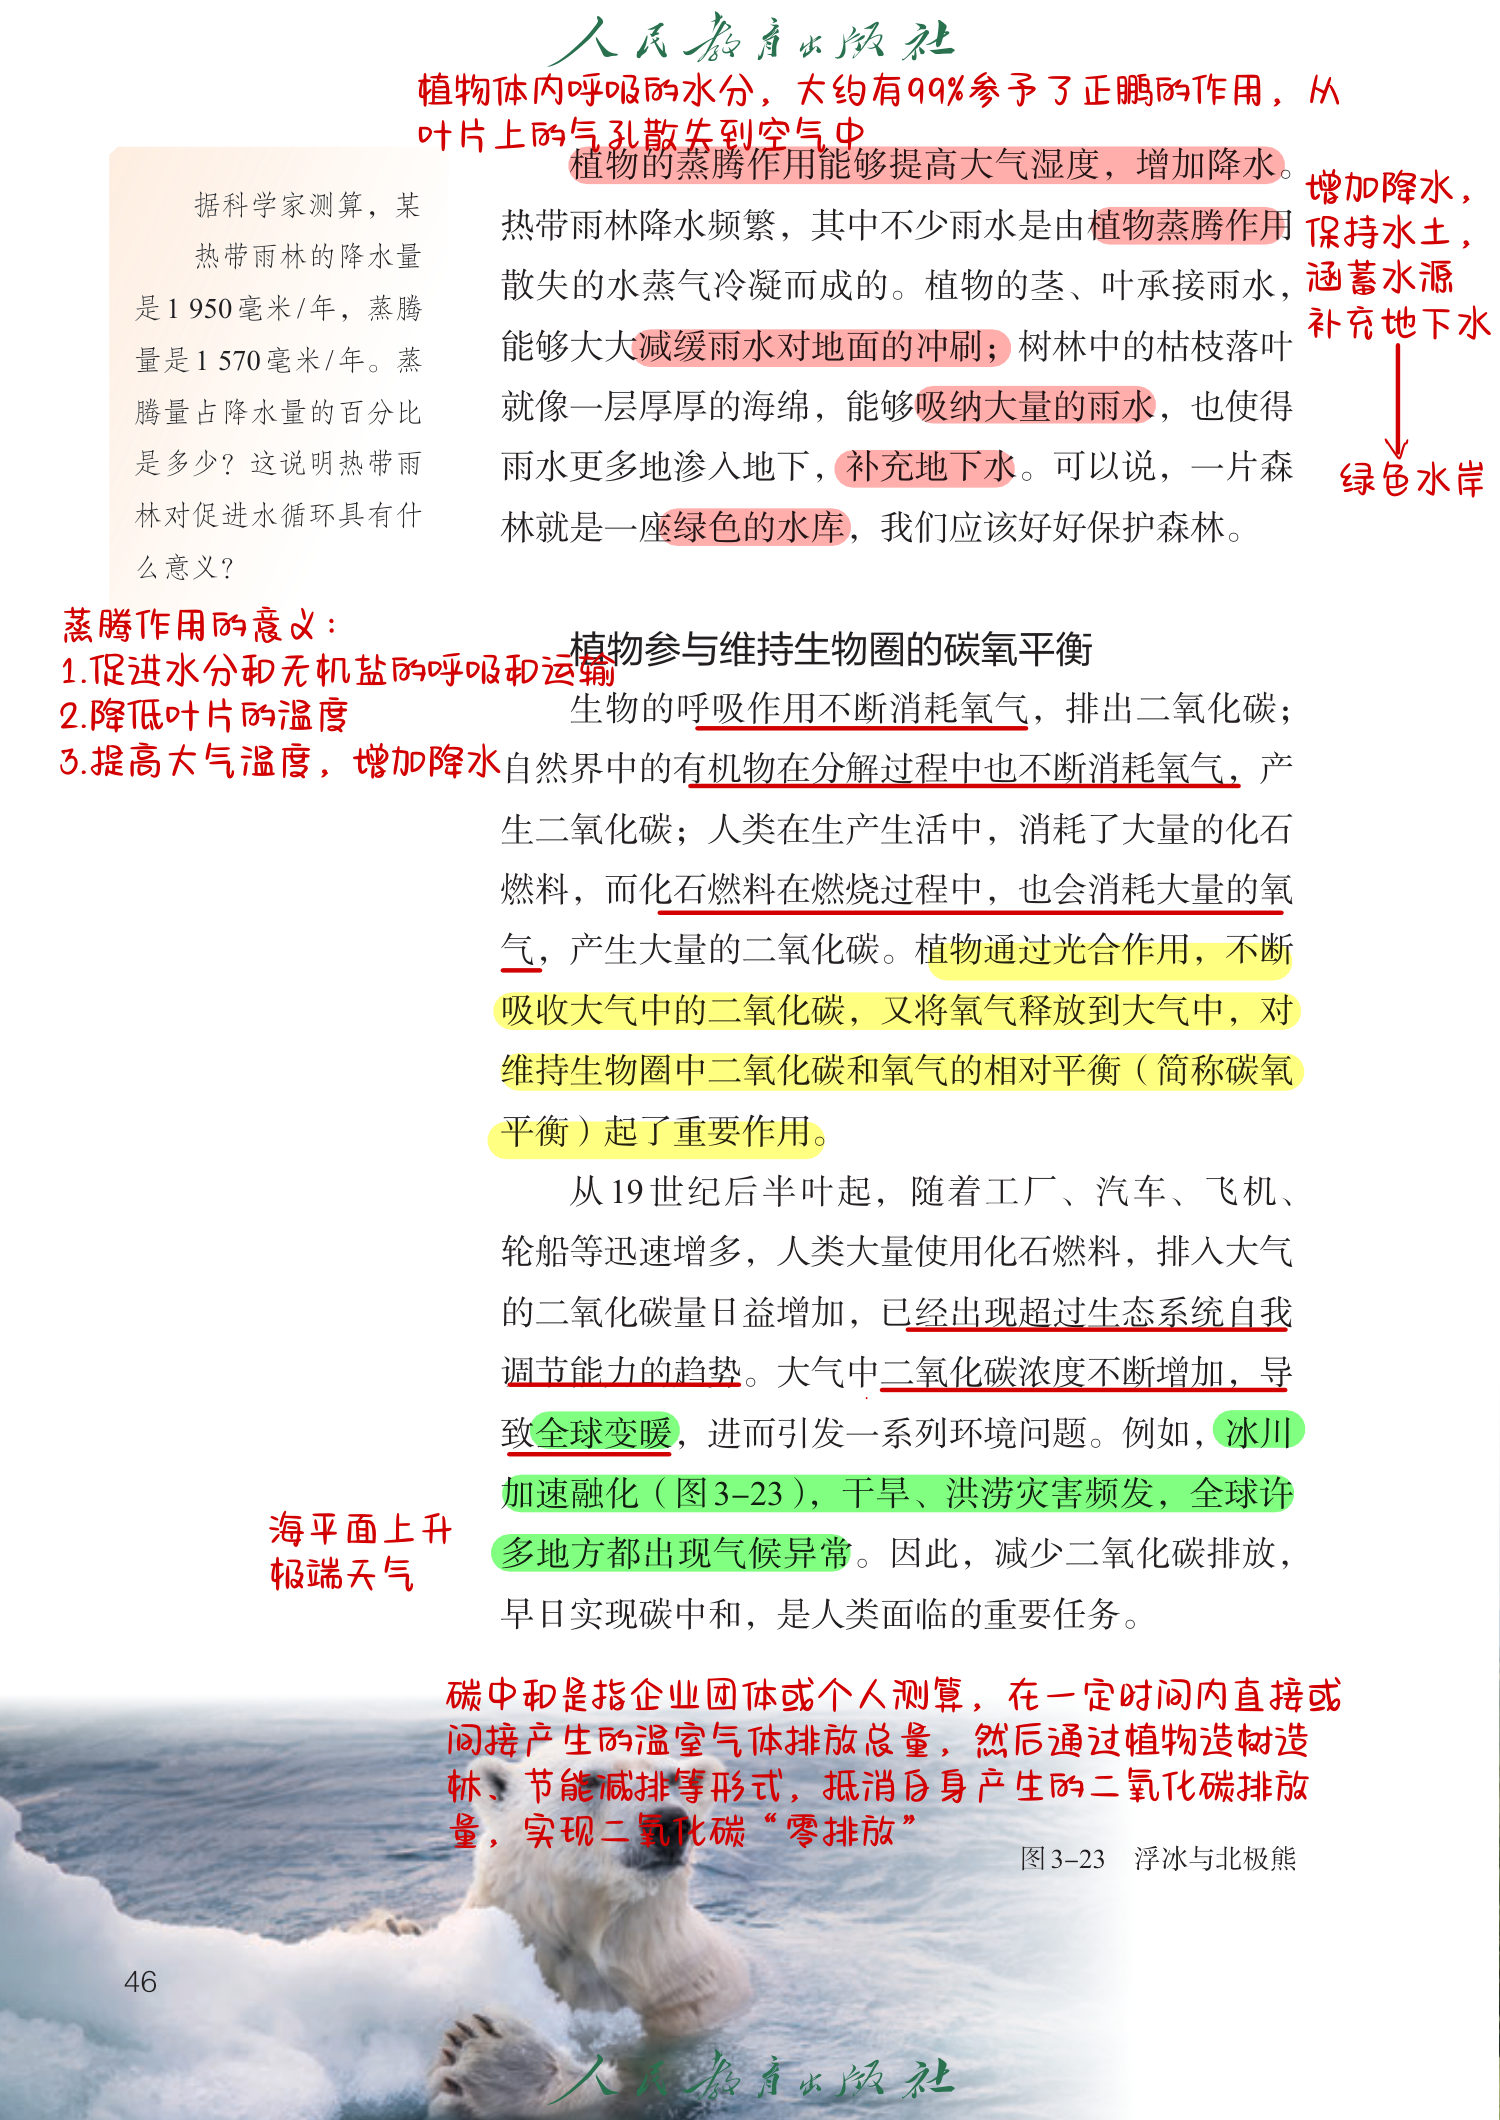 人民教育出版社
植物体内呼吸的水分，大约有99%参予了正鹏的作用，从
叶片上的气孔散失到空气中
据科学家测算，某
热带雨林的降水量
是1 950毫米/年，蒸腾
量是1 570毫米/年。蒸
腾量占降水量的百分比
是多少？这说明热带雨
林对促进水循环具有什
么意义？
植物的蒸腾作用能够提高大气湿度，增加降水。
热带雨林降水频繁，其中不少雨水是由植物蒸腾作用
散失的水蒸气冷凝而成的。植物的茎、叶承接雨水，
能够大大减缓雨水对地面的冲刷；树林中的枯枝落叶
就像一层厚厚的海绵，能够吸纳大量的雨水，也使得
雨水更多地渗入地下，补充地下水。可以说，一片森
林就是一座绿色的水库，我们应该好好保护森林。
增加降水，
保持水土，
涵蓄水源
补充地下水
绿色水岸
蒸腾作用的意义：
1.促进水分和无机盐的呼吸和运输
2.降低叶片的温度
3.提高大气温度，增加降水
植物参与维持生物圈的碳氧平衡
生物的呼吸作用不断消耗氧气，排出二氧化碳；
自然界中的有机物在分解过程中也不断消耗氧气，产
生二氧化碳；人类在生产生活中，消耗了大量的化石
燃料，而化石燃料在燃烧过程中，也会消耗大量的氧
气，产生大量的二氧化碳。植物通过光合作用，不断
吸收大气中的二氧化碳，又将氧气释放到大气中，对
维持生物圈中二氧化碳和氧气的相对平衡（简称碳氧
平衡）起了重要作用。
从19世纪后半叶起，随着工厂、汽车、飞机、
轮船等迅速增多，人类大量使用化石燃料，排入大气
的二氧化碳量日益增加，已经出现超过生态系统自我
调节能力的趋势。大气中二氧化碳浓度不断增加，导
致全球变暖，进而引发一系列环境问题。例如，冰川
加速融化（图3-23），干旱、洪涝灾害频发，全球许
多地方都出现气候异常。因此，减少二氧化碳排放，
早日实现碳中和，是人类面临的重要任务。
海平面上升
极端天气
碳中和是指企业团体或个人测算，在一定时间内直接或
间接产生的温室气体排放总量，然后通过植物造树造
林、节能减排等形式，抵消自身产生的二氧化碳排放
量，实现二氧化碳“零排放”
图3-23　浮冰与北极熊
46
人民教育出版社